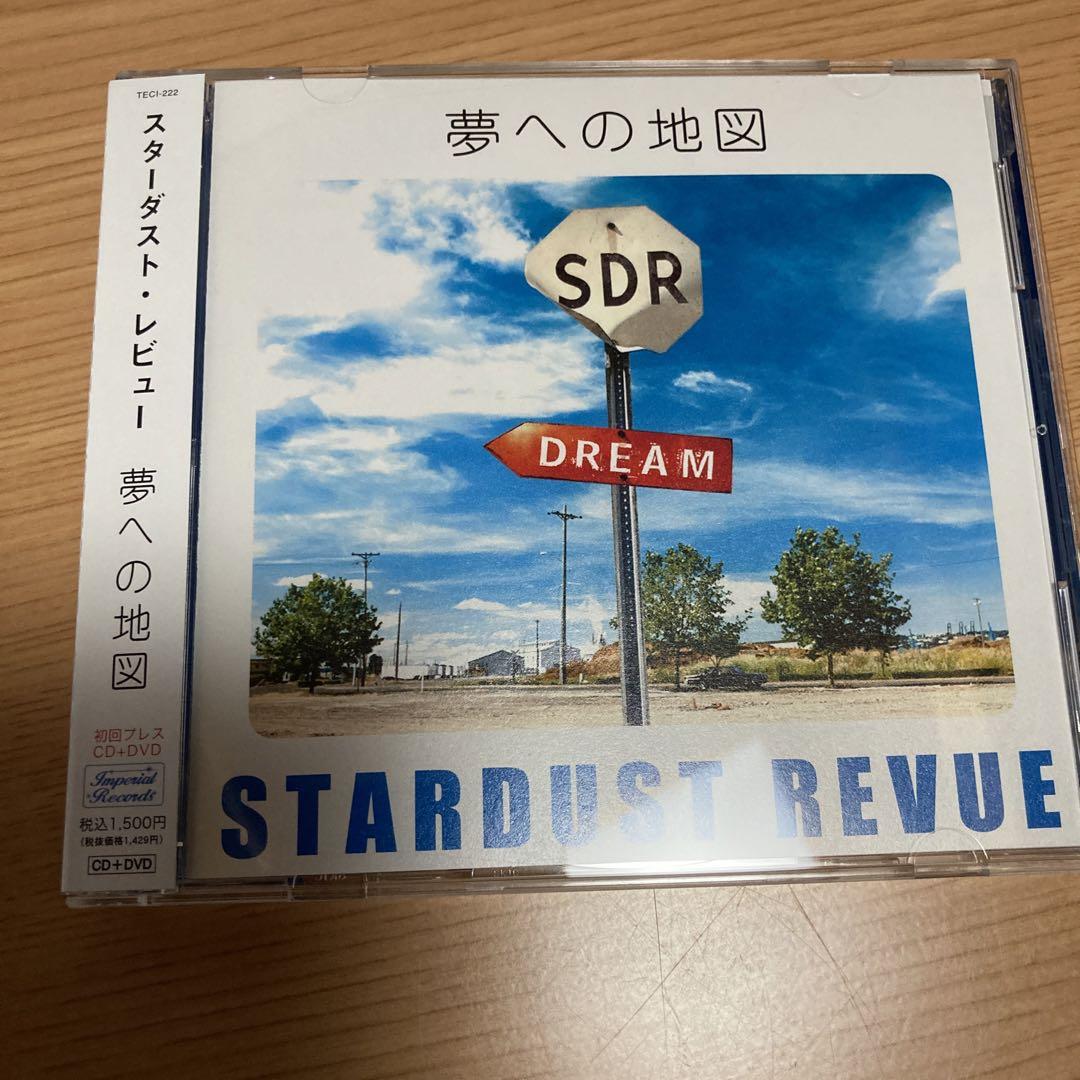 TECI-222
スターダスト・レビュー 夢への地図
初回プレス
CD+DVD
Imperial
Records
税込1,500円
(税抜価格1,429円)
CD+DVD
夢への地図
SDR
DREAM
STARDUST REVUE